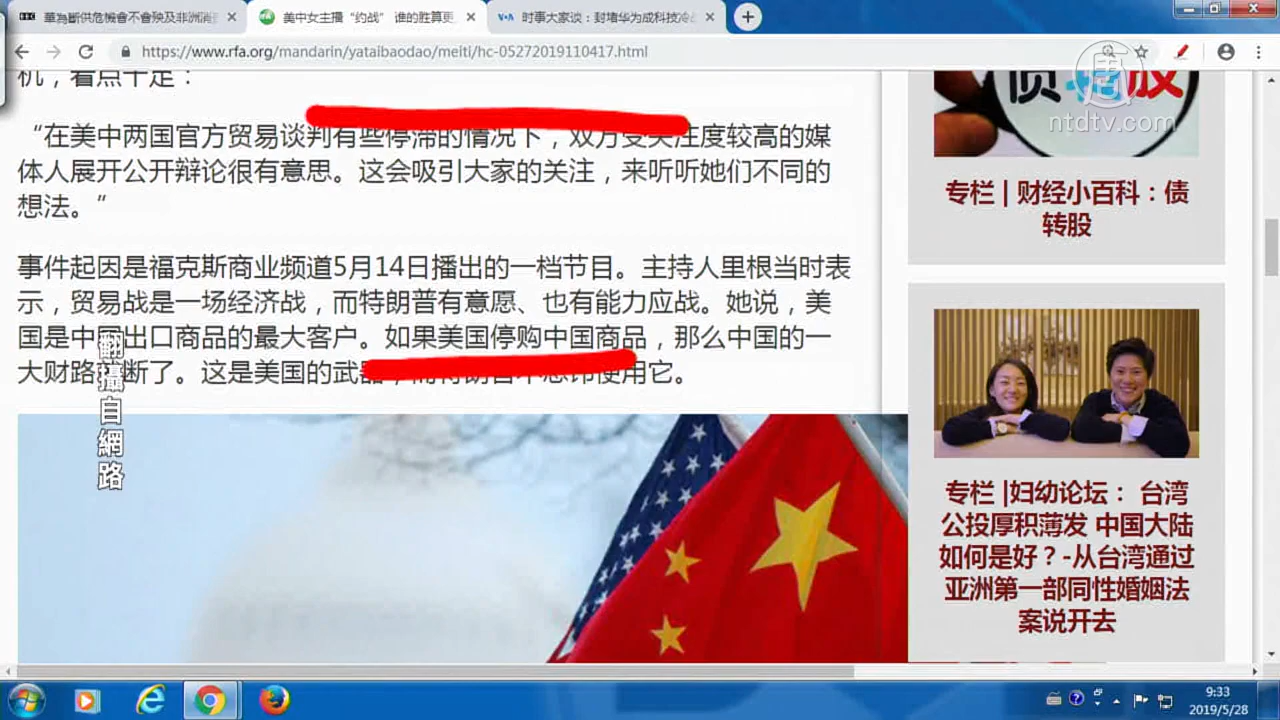 華為斷供危機會不會殃及非洲消
美中女主播“约战” 谁的胜算更
VOA 时事大家谈：封堵华为成科技冷
https://www.rfa.org/mandarin/yataibaodao/meiti/hc-05272019110417.html
机，看点十足：
“在美中两国官方贸易谈判有些停滞的情况下，双方受关注度较高的媒
体人展开公开辩论很有意思。这会吸引大家的关注，来听听她们不同的
想法。”
事件起因是福克斯商业频道5月14日播出的一档节目。主持人里根当时表
示，贸易战是一场经济战，而特朗普有意愿、也有能力应战。她说，美
国是中国出口商品的最大客户。如果美国停购中国商品，那么中国的一
大财路就断了。这是美国的武器，使用它。
翻攝自網路
债转股
唐
ntdtv.com
专栏 | 财经小百科：债
转股
专栏 |妇幼论坛： 台湾
公投厚积薄发 中国大陆
如何是好？-从台湾通过
亚洲第一部同性婚姻法
案说开去
9:33
2019/5/28